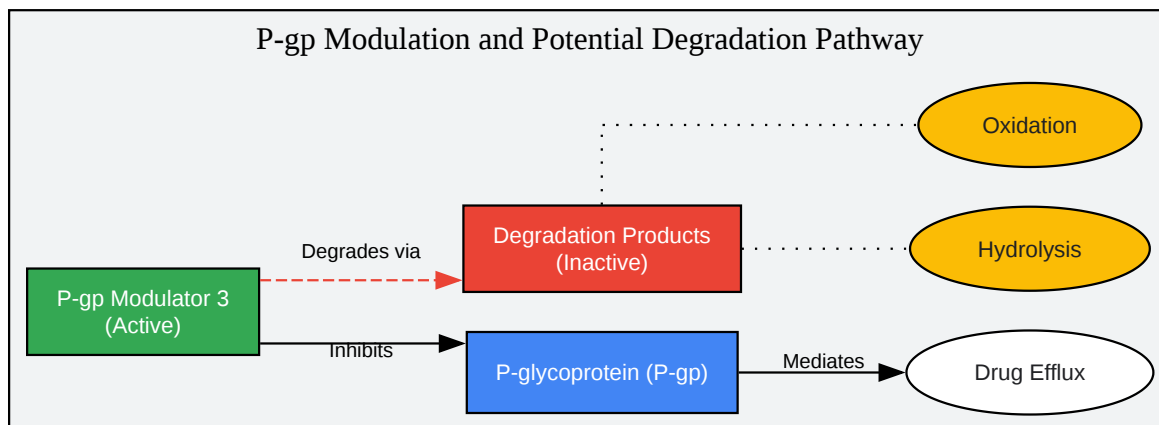 P-gp Modulation and Potential Degradation Pathway
Oxidation
Degradation Products
(Inactive)
Hydrolysis
Degrades via
P-gp Modulator 3
(Active)
Inhibits
P-glycoprotein (P-gp)
Mediates
Drug Efflux